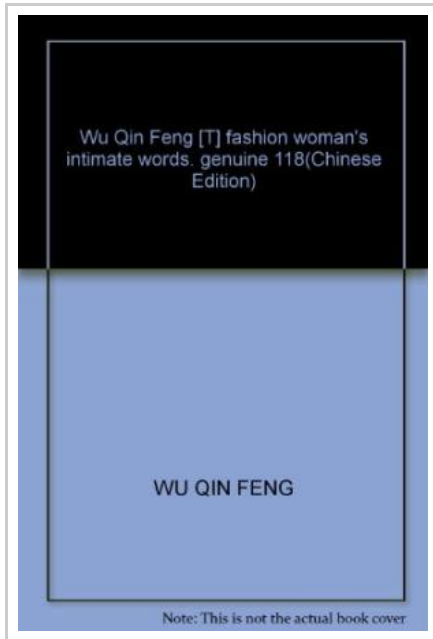 Wu Qin Feng [T] fashion woman's
intimate words. genuine 118(Chinese
Edition)
WU QIN FENG
Note: This is not the actual book cover